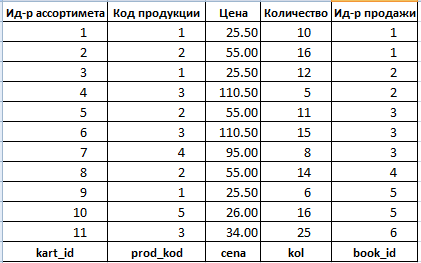 Ид-р ассортимета Код продукции Цена Количество Ид-р продажи
1 1 25.50 10 1
2 2 55.00 16 1
3 1 25.50 12 2
4 3 110.50 5 2
5 2 55.00 11 3
6 3 110.50 15 3
7 4 95.00 8 3
8 2 55.00 14 4
9 1 25.50 6 5
10 5 26.00 16 5
11 3 34.00 25 6
kart_id prod_kod cena kol book_id